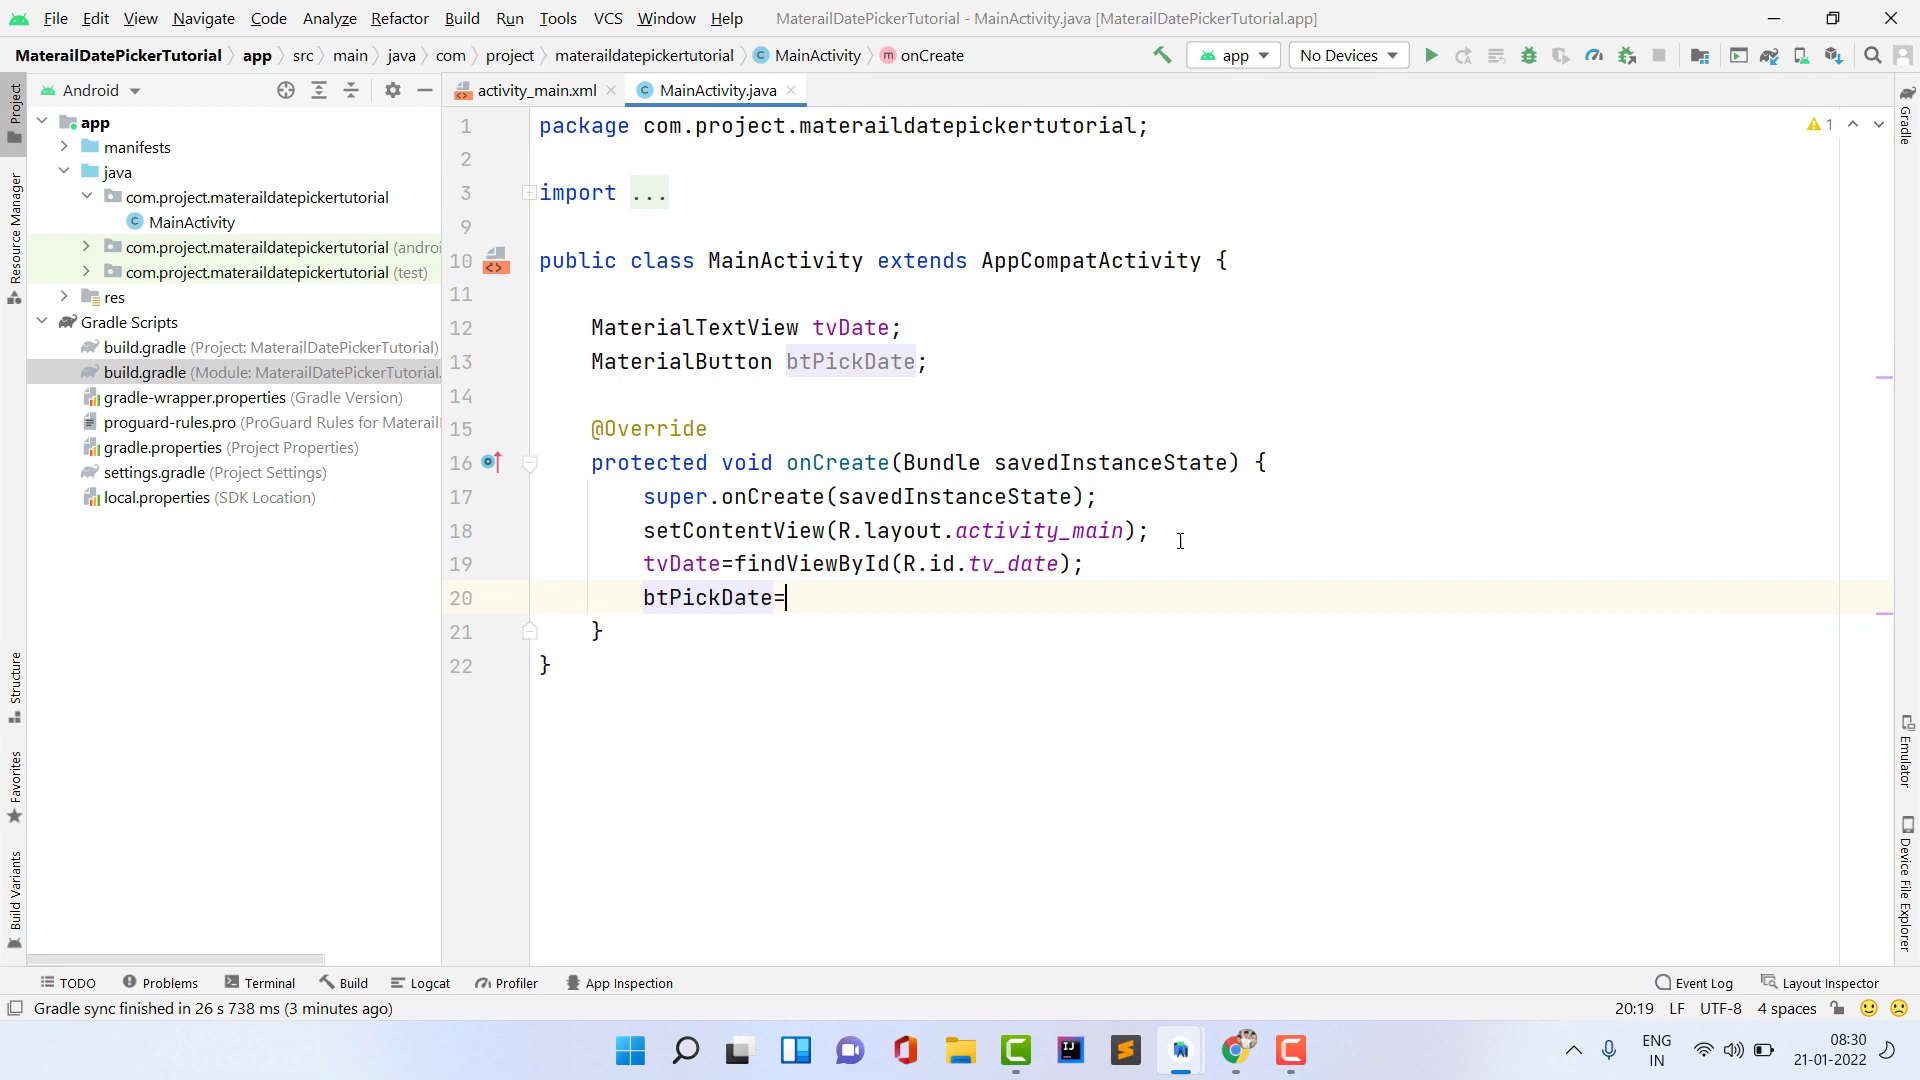 File Edit View Navigate Code Analyze Refactor Build Run Tools VCS Window Help MaterailDatePickerTutorial - MainActivity.java [MaterailDatePickerTutorial.app]
MaterailDatePickerTutorial app src main java com project materaildatepickertutorial MainActivity onCreate app No Devices
Android
activity_main.xml MainActivity.java
app
manifests
java
com.project.materaildatepickertutorial
MainActivity
com.project.materaildatepickertutorial (androi
com.project.materaildatepickertutorial (test)
res
Gradle Scripts
build.gradle (Project: MaterailDatePickerTutorial)
build.gradle (Module: MaterailDatePickerTutorial.
gradle-wrapper.properties (Gradle Version)
proguard-rules.pro (ProGuard Rules for Materail
gradle.properties (Project Properties)
settings.gradle (Project Settings)
local.properties (SDK Location)
Project
Resource Manager
Structure
Favorites
Build Variants
1 package com.project.materaildatepickertutorial;
2
3 import ...
9
10 public class MainActivity extends AppCompatActivity {
11
12 MaterialTextView tvDate;
13 MaterialButton btPickDate;
14
15 @Override
16 protected void onCreate(Bundle savedInstanceState) {
17 super.onCreate(savedInstanceState);
18 setContentView(R.layout.activity_main);
19 tvDate=findViewById(R.id.tv_date);
20 btPickDate=
21 }
22 }
1
Gradle
Emulator
Device File Explorer
TODO Problems Terminal Build Logcat Profiler App Inspection Event Log Layout Inspector
Gradle sync finished in 26 s 738 ms (3 minutes ago) 20:19 LF UTF-8 4 spaces
ENG
IN
08:30
21-01-2022